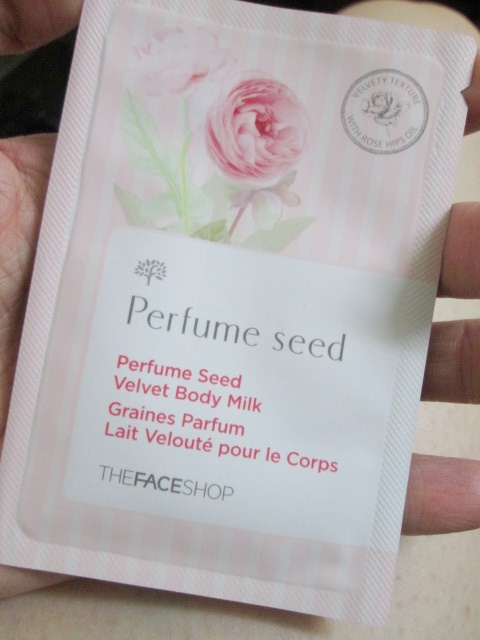 VELVETY TEXTURE
WITH ROSE HIPS OIL
Perfume seed
Perfume Seed
Velvet Body Milk
Graines Parfum
Lait Velouté pour le Corps
THEFACESHOP